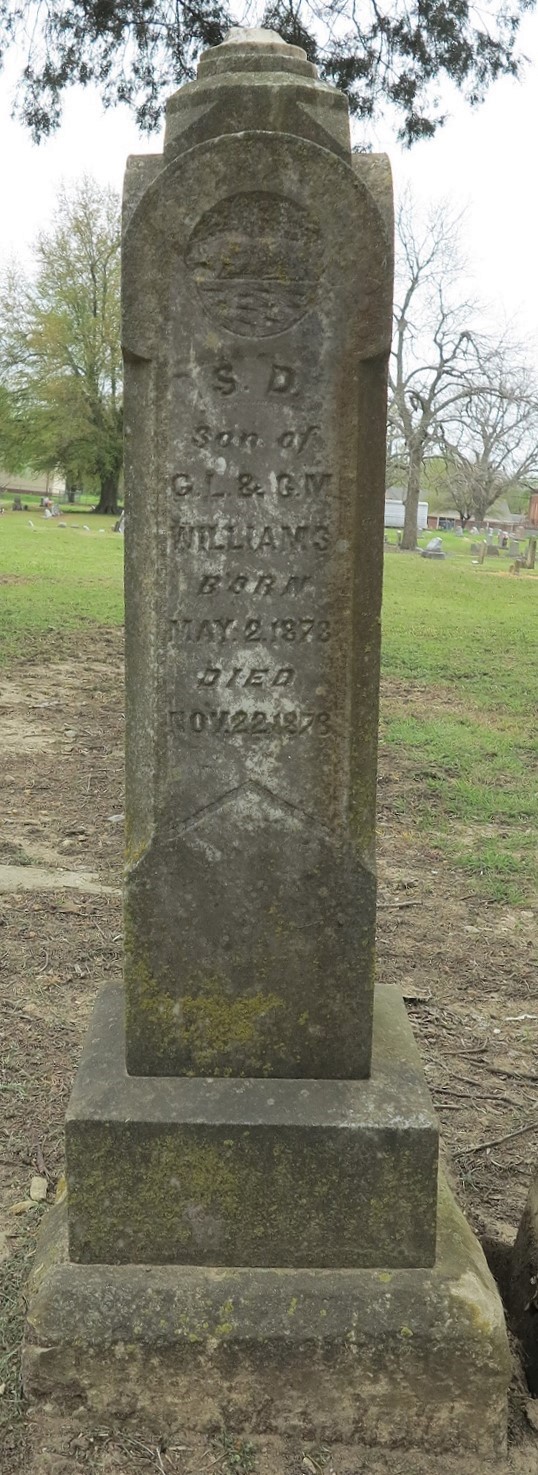 S. D.
Son of
G. L. & G. M.
WILLIAMS
BORN
MAY. 2. 1878
DIED
NOV. 22. 1878